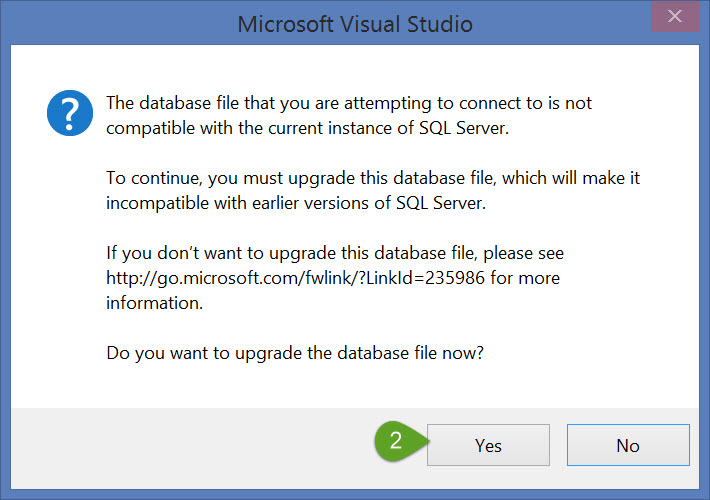 Microsoft Visual Studio
The database file that you are attempting to connect to is not
compatible with the current instance of SQL Server.
To continue, you must upgrade this database file, which will make it
incompatible with earlier versions of SQL Server.
If you don’t want to upgrade this database file, please see
http://go.microsoft.com/fwlink/?LinkId=235986 for more
information.
Do you want to upgrade the database file now?
2 Yes No